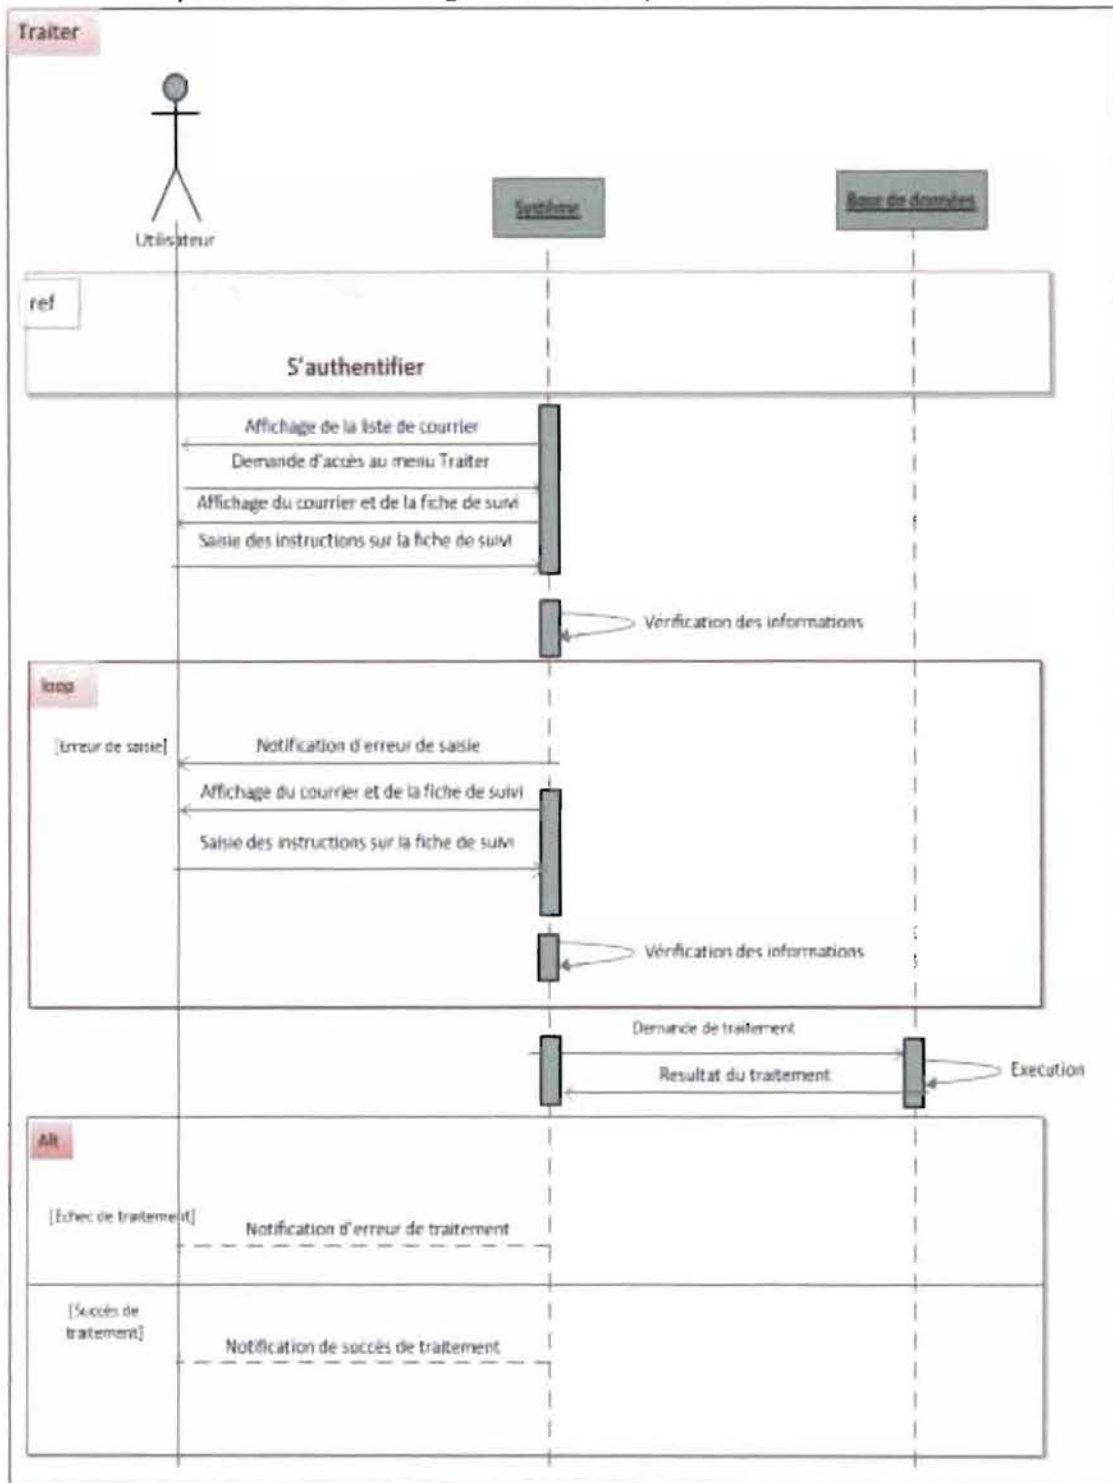 Traiter
Utilisateur
Système
Base de données
ref
S'authentifier
Affichage de la liste de courrier
Demande d'accès au menu Traiter
Affichage du courrier et de la fiche de suivi
Saisie des instructions sur la fiche de suivi
Vérification des informations
loop
[Erreur de saisie]
Notification d'erreur de saisie
Affichage du courrier et de la fiche de suivi
Saisie des instructions sur la fiche de suivi
Vérification des informations
Demande de traitement
Resultat du traitement
Execution
Alt
[Echec de traitement]
Notification d'erreur de traitement
[Succès de
traitement]
Notification de succès de traitement